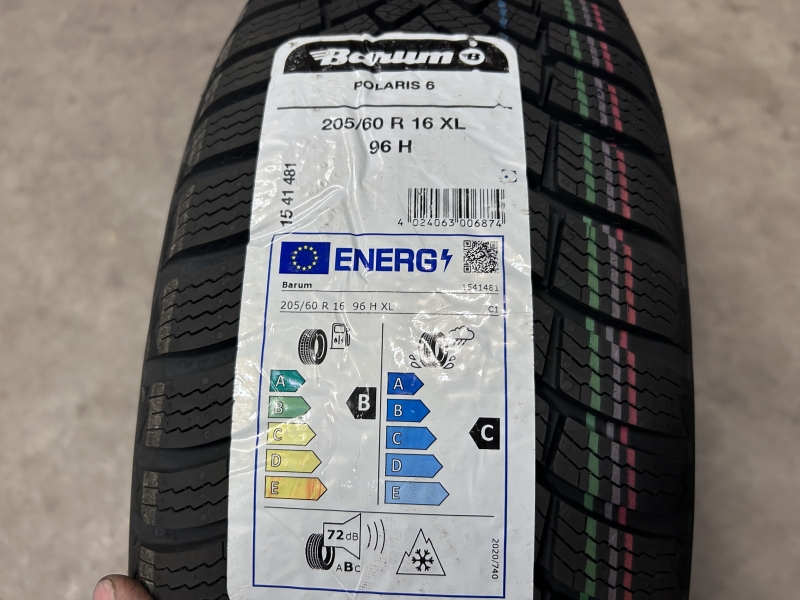 Barum B
POLARIS 6
205/60 R 16 XL
96 H
15 41 481
4 024063 006874
ENERG
Barum 1541481
205/60 R 16 96 H XL C1
A A
B B B
C C C
D D
E E
72 dB
ABC
2020/740